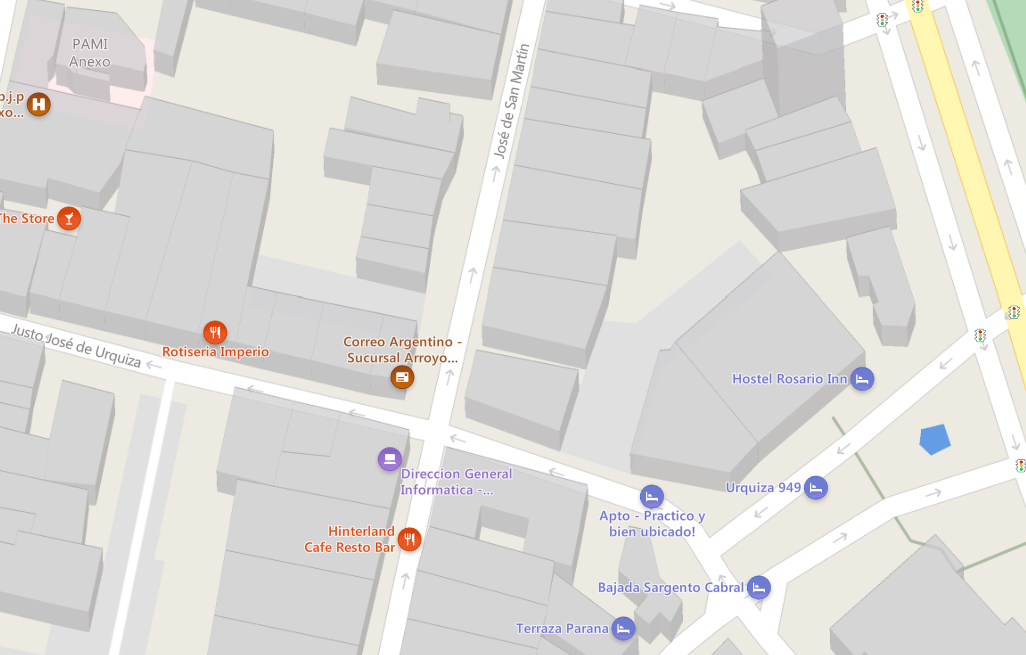 PAMI
Anexo
José de San Martín
The Store
Justo José de Urquiza
Rotiseria Imperio
Correo Argentino -
Sucursal Arroyo...
Hostel Rosario Inn
Direccion General
Informatica -...
Urquiza 949
Apto - Practico y
bien ubicado!
Hinterland
Cafe Resto Bar
Bajada Sargento Cabral
Terraza Parana